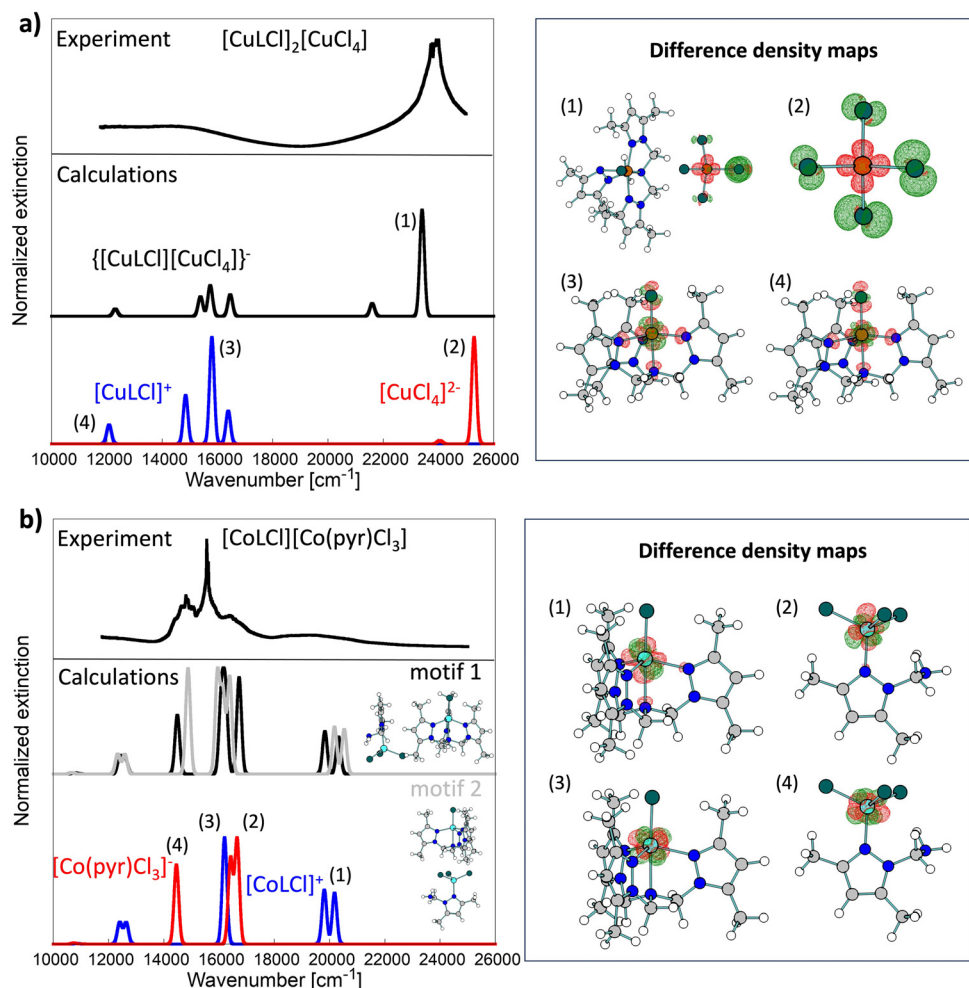 a)
Experiment [CuLCl]₂[CuCl₄]
Calculations
(1)
{[CuLCl][CuCl₄]}⁻
(3)
(2)
[CuLCl]⁺
[CuCl₄]²⁻
(4)
Normalized extinction
10000 12000 14000 16000 18000 20000 22000 24000 26000
Wavenumber [cm⁻¹]
Difference density maps
(1)
(2)
(3)
(4)
b)
Experiment [CoLCl][Co(pyr)Cl₃]
Calculations
motif 1
motif 2
(3)
(2)
(4)
[Co(pyr)Cl₃]⁻
[CoLCl]⁺
(1)
Normalized extinction
10000 12000 14000 16000 18000 20000 22000 24000 26000
Wavenumber [cm⁻¹]
Difference density maps
(1)
(2)
(3)
(4)